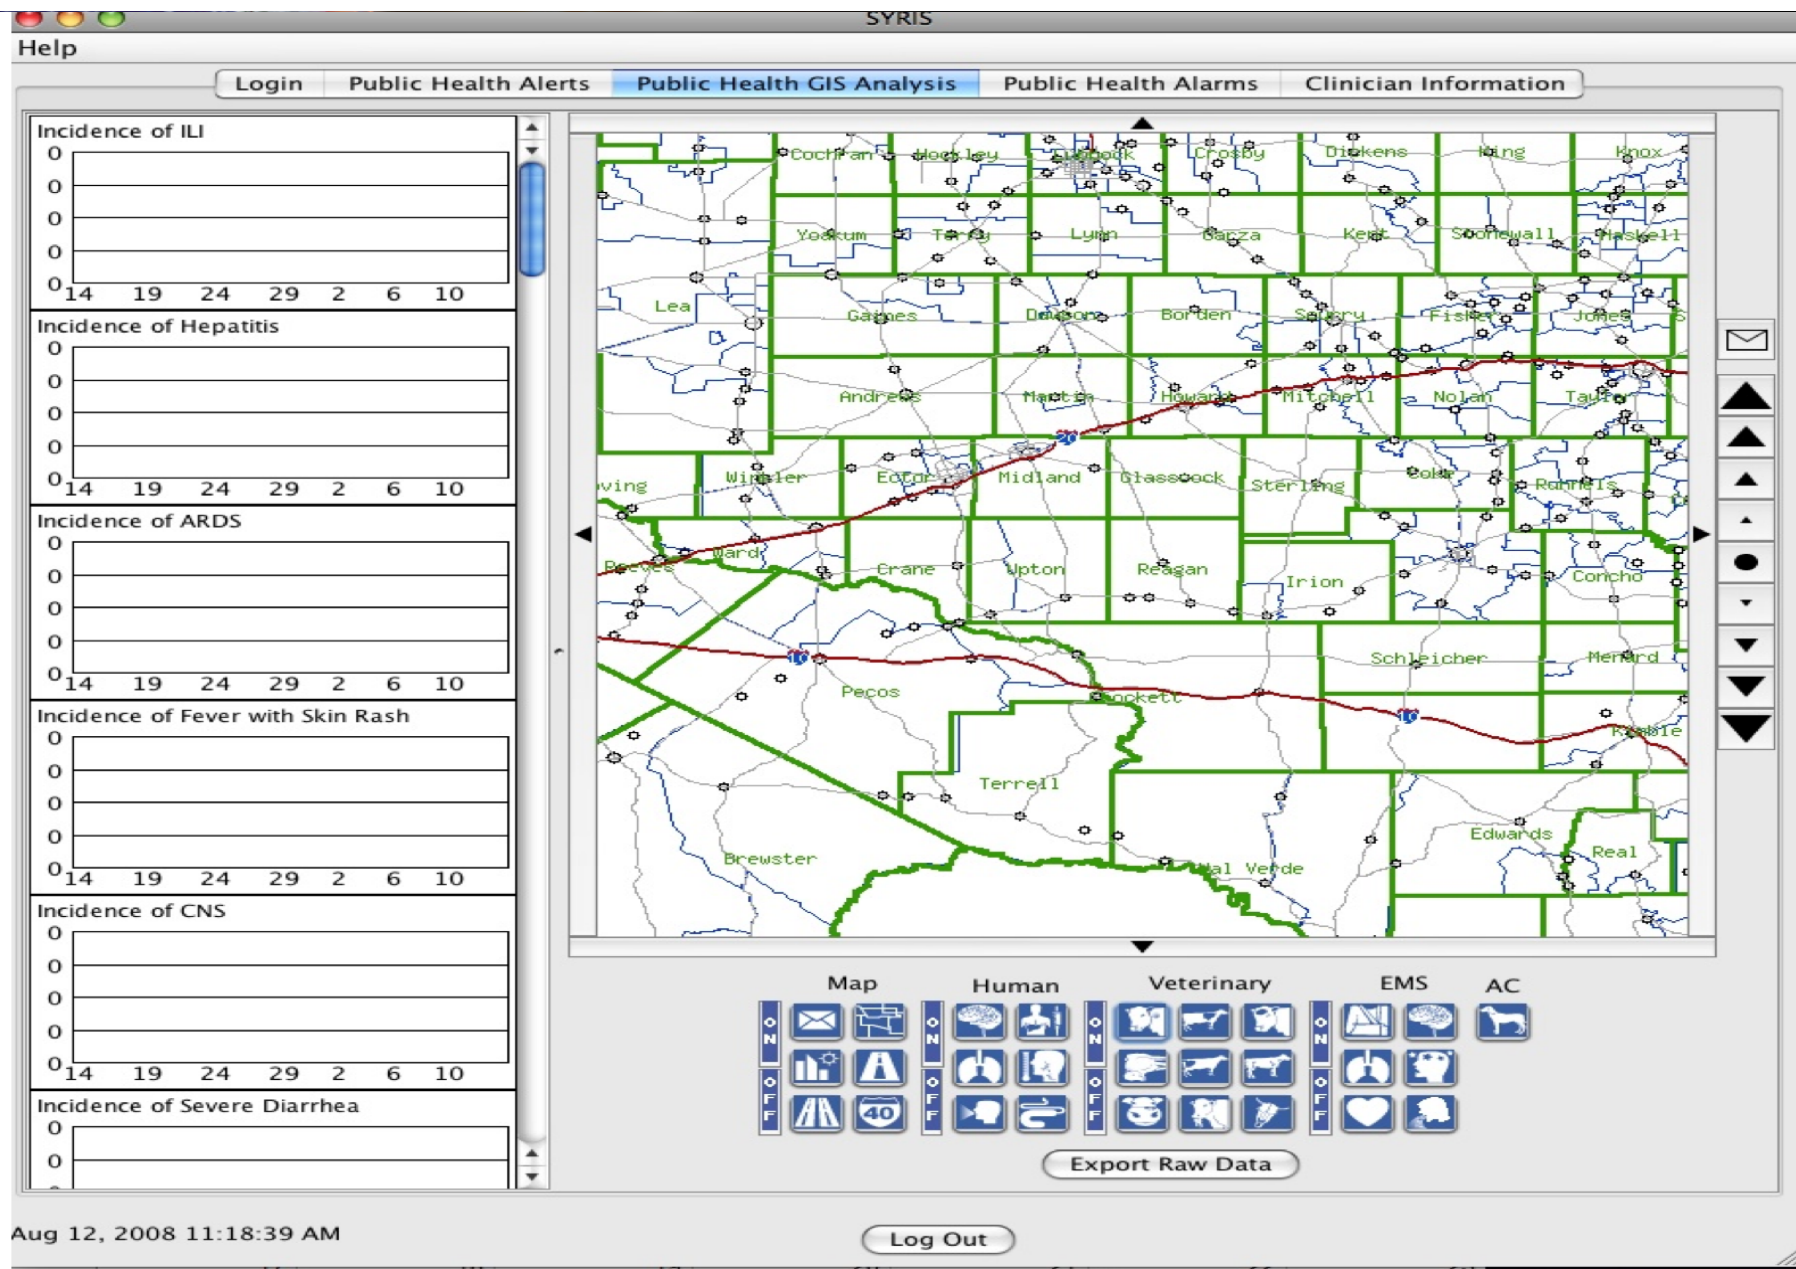 SYRIS
Help
Login Public Health Alerts Public Health GIS Analysis Public Health Alarms Clinician Information
Incidence of ILI
0
0
0
0
0
14 19 24 29 2 6 10
Incidence of Hepatitis
0
0
0
0
0
14 19 24 29 2 6 10
Incidence of ARDS
0
0
0
0
0
14 19 24 29 2 6 10
Incidence of Fever with Skin Rash
0
0
0
0
0
14 19 24 29 2 6 10
Incidence of CNS
0
0
0
0
0
14 19 24 29 2 6 10
Incidence of Severe Diarrhea
0
0
Cochran Hockley Lubbock Crosby Dickens King Knox
Yoakum Terry Lynn Garza Kent Stonewall Haskell
Lea Gaines Dawson Borden Scurry Fisher Jones S
Andrews Martin Howard Mitchell Nolan Taylor
20
Winkler Ector Midland Glasscock Sterling Coke Runnels
oving
Reeves Ward Crane Upton Reagan Irion Concho
10 Pecos Crockett Schleicher Menard
10 Kimble
Terrell Edwards Real
Brewster Val Verde
Map Human Veterinary EMS AC
ON ON ON ON
OFF OFF OFF OFF
40
Export Raw Data
Aug 12, 2008 11:18:39 AM
Log Out